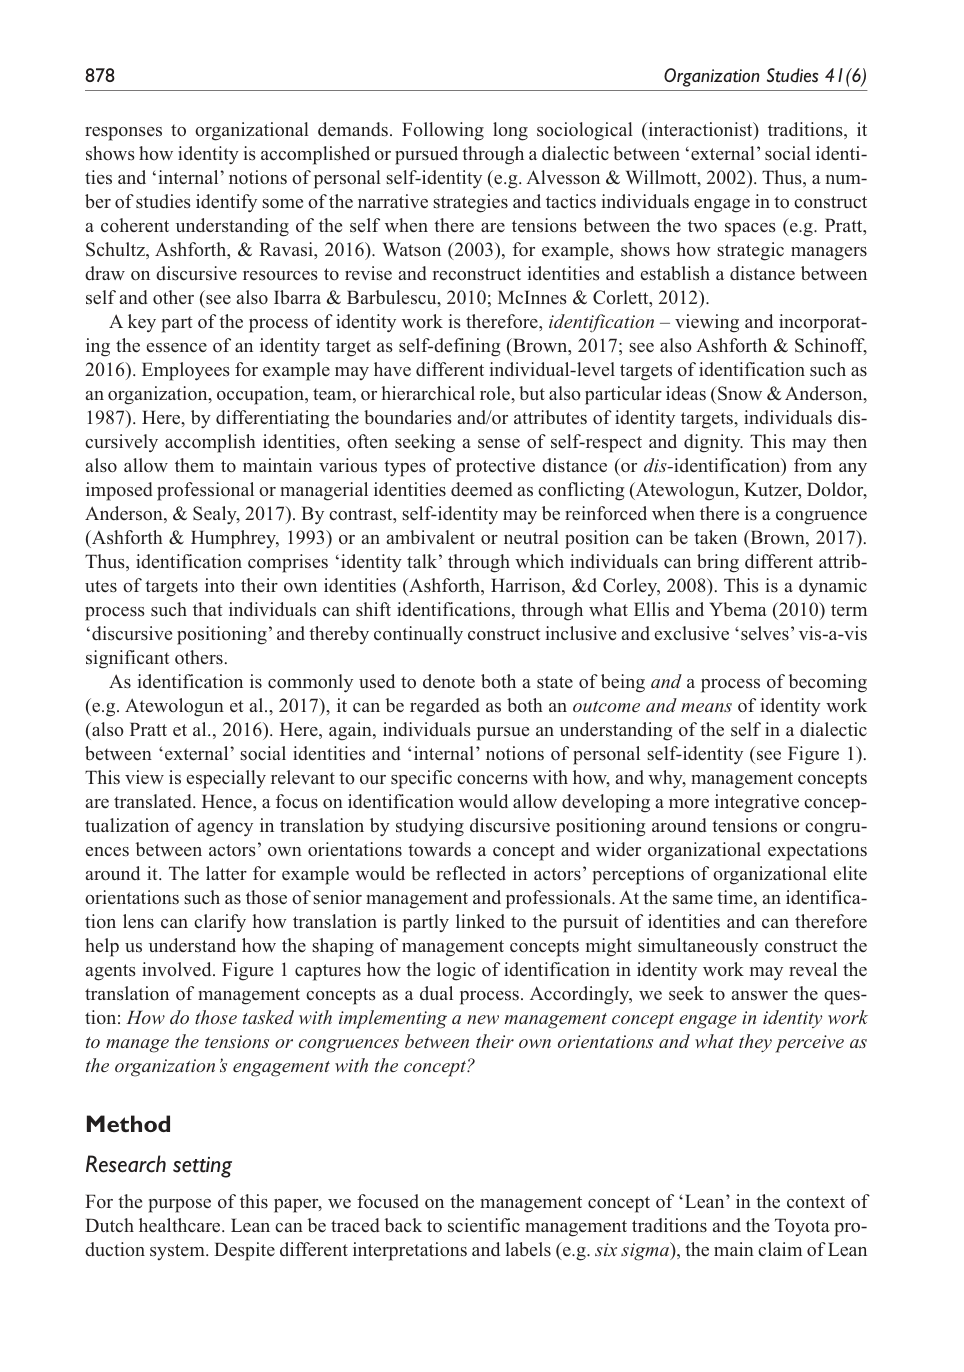 878
Organization Studies 41(6)
responses to organizational demands. Following long sociological (interactionist) traditions, it
shows how identity is accomplished or pursued through a dialectic between ‘external’ social identi-
ties and ‘internal’ notions of personal self-identity (e.g. Alvesson & Willmott, 2002). Thus, a num-
ber of studies identify some of the narrative strategies and tactics individuals engage in to construct
a coherent understanding of the self when there are tensions between the two spaces (e.g. Pratt,
Schultz, Ashforth, & Ravasi, 2016). Watson (2003), for example, shows how strategic managers
draw on discursive resources to revise and reconstruct identities and establish a distance between
self and other (see also Ibarra & Barbulescu, 2010; McInnes & Corlett, 2012).
A key part of the process of identity work is therefore, identification – viewing and incorporat-
ing the essence of an identity target as self-defining (Brown, 2017; see also Ashforth & Schinoff,
2016). Employees for example may have different individual-level targets of identification such as
an organization, occupation, team, or hierarchical role, but also particular ideas (Snow & Anderson,
1987). Here, by differentiating the boundaries and/or attributes of identity targets, individuals dis-
cursively accomplish identities, often seeking a sense of self-respect and dignity. This may then
also allow them to maintain various types of protective distance (or dis-identification) from any
imposed professional or managerial identities deemed as conflicting (Atewologun, Kutzer, Doldor,
Anderson, & Sealy, 2017). By contrast, self-identity may be reinforced when there is a congruence
(Ashforth & Humphrey, 1993) or an ambivalent or neutral position can be taken (Brown, 2017).
Thus, identification comprises ‘identity talk’ through which individuals can bring different attrib-
utes of targets into their own identities (Ashforth, Harrison, &d Corley, 2008). This is a dynamic
process such that individuals can shift identifications, through what Ellis and Ybema (2010) term
‘discursive positioning’ and thereby continually construct inclusive and exclusive ‘selves’ vis-a-vis
significant others.
As identification is commonly used to denote both a state of being and a process of becoming
(e.g. Atewologun et al., 2017), it can be regarded as both an outcome and means of identity work
(also Pratt et al., 2016). Here, again, individuals pursue an understanding of the self in a dialectic
between ‘external’ social identities and ‘internal’ notions of personal self-identity (see Figure 1).
This view is especially relevant to our specific concerns with how, and why, management concepts
are translated. Hence, a focus on identification would allow developing a more integrative concep-
tualization of agency in translation by studying discursive positioning around tensions or congru-
ences between actors’ own orientations towards a concept and wider organizational expectations
around it. The latter for example would be reflected in actors’ perceptions of organizational elite
orientations such as those of senior management and professionals. At the same time, an identifica-
tion lens can clarify how translation is partly linked to the pursuit of identities and can therefore
help us understand how the shaping of management concepts might simultaneously construct the
agents involved. Figure 1 captures how the logic of identification in identity work may reveal the
translation of management concepts as a dual process. Accordingly, we seek to answer the ques-
tion: How do those tasked with implementing a new management concept engage in identity work
to manage the tensions or congruences between their own orientations and what they perceive as
the organization’s engagement with the concept?
Method
Research setting
For the purpose of this paper, we focused on the management concept of ‘Lean’ in the context of
Dutch healthcare. Lean can be traced back to scientific management traditions and the Toyota pro-
duction system. Despite different interpretations and labels (e.g. six sigma), the main claim of Lean